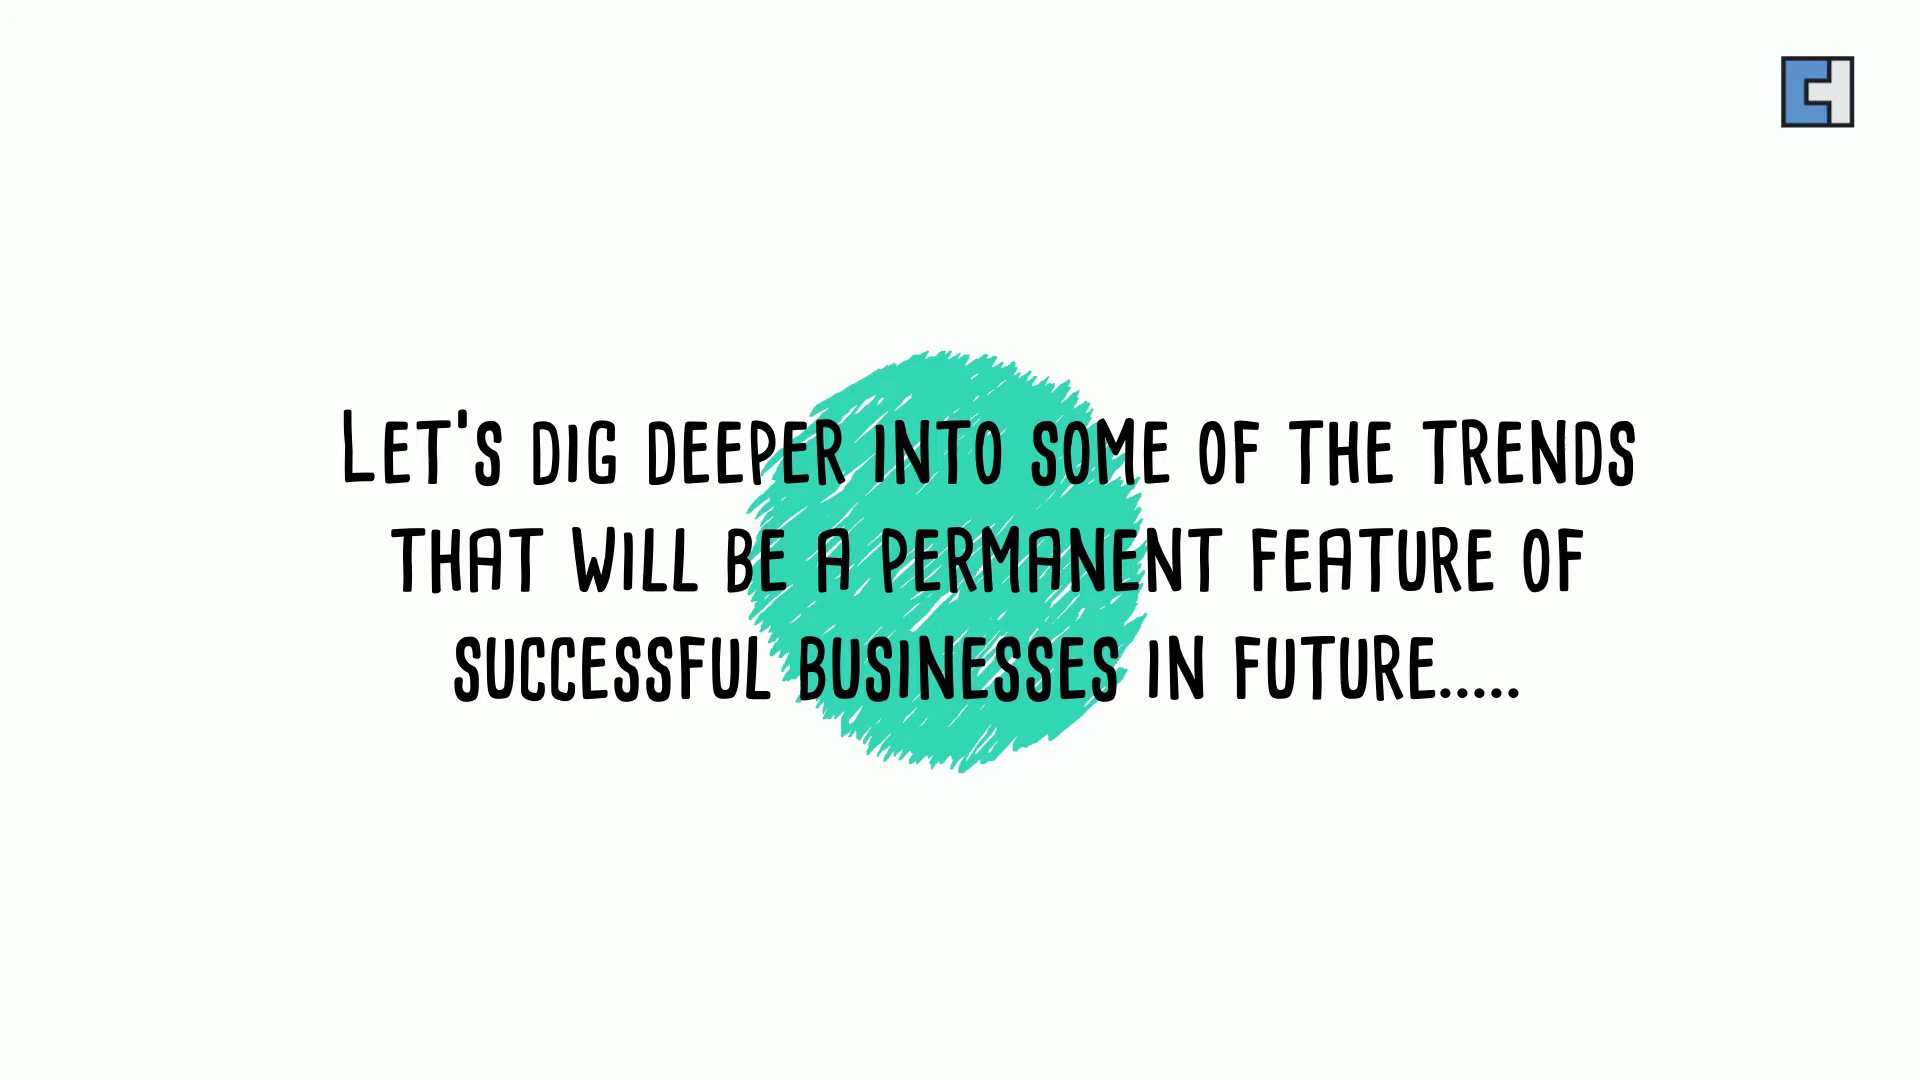 Let's dig deeper into some of the trends
that will be a permanent feature of
successful businesses in future.....